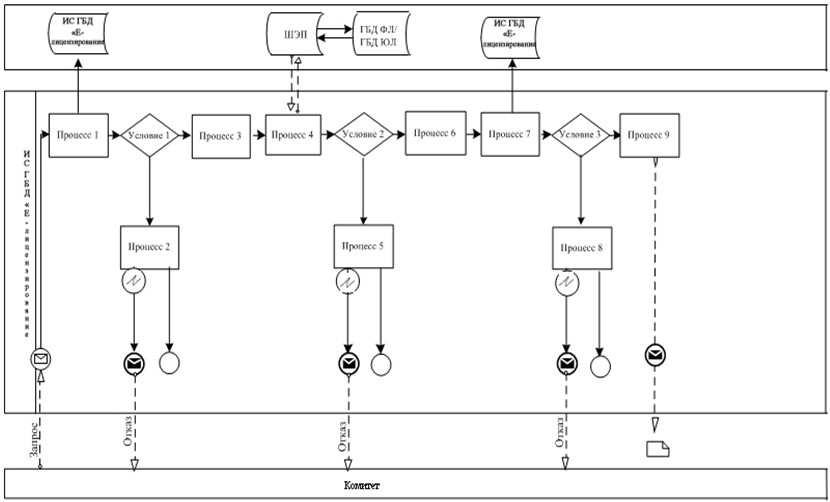 ИС ГБД
«Е-
лицензирование
ШЭП
ГБД ФЛ/
ГБД ЮЛ
ИС ГБД
«Е-
лицензирование
ИС ГБД «Е-лицензирование
Процесс 1
Условие 1
Процесс 3
Процесс 4
Условие 2
Процесс 6
Процесс 7
Условие 3
Процесс 9
Процесс 2
Процесс 5
Процесс 8
Запрос
Отказ
Отказ
Отказ
Комитет